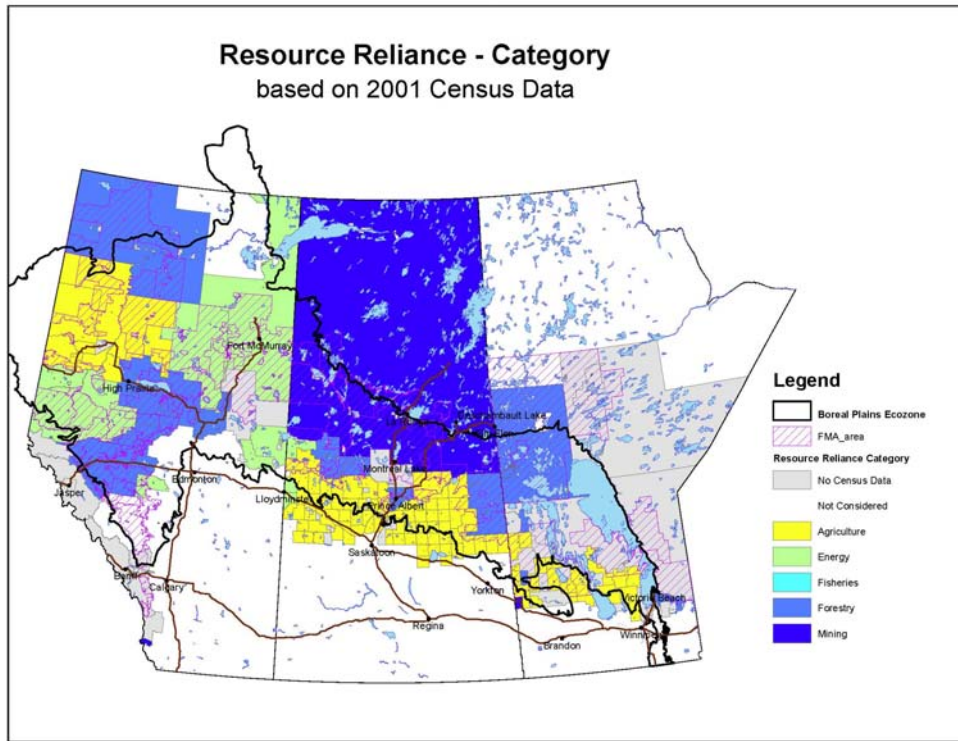 Resource Reliance - Category
based on 2001 Census Data
Fort McMurray
High Prairie
Montreal Lake
Edmonton
Jasper
Lloydminster
Prince Albert
Saskatoon
Banff
Calgary
Yorkton
Victoria Beach
Regina
Winnipeg
Brandon
Legend
Boreal Plains Ecozone
FMA_area
Resource Reliance Category
No Census Data
Not Considered
Agriculture
Energy
Fisheries
Forestry
Mining